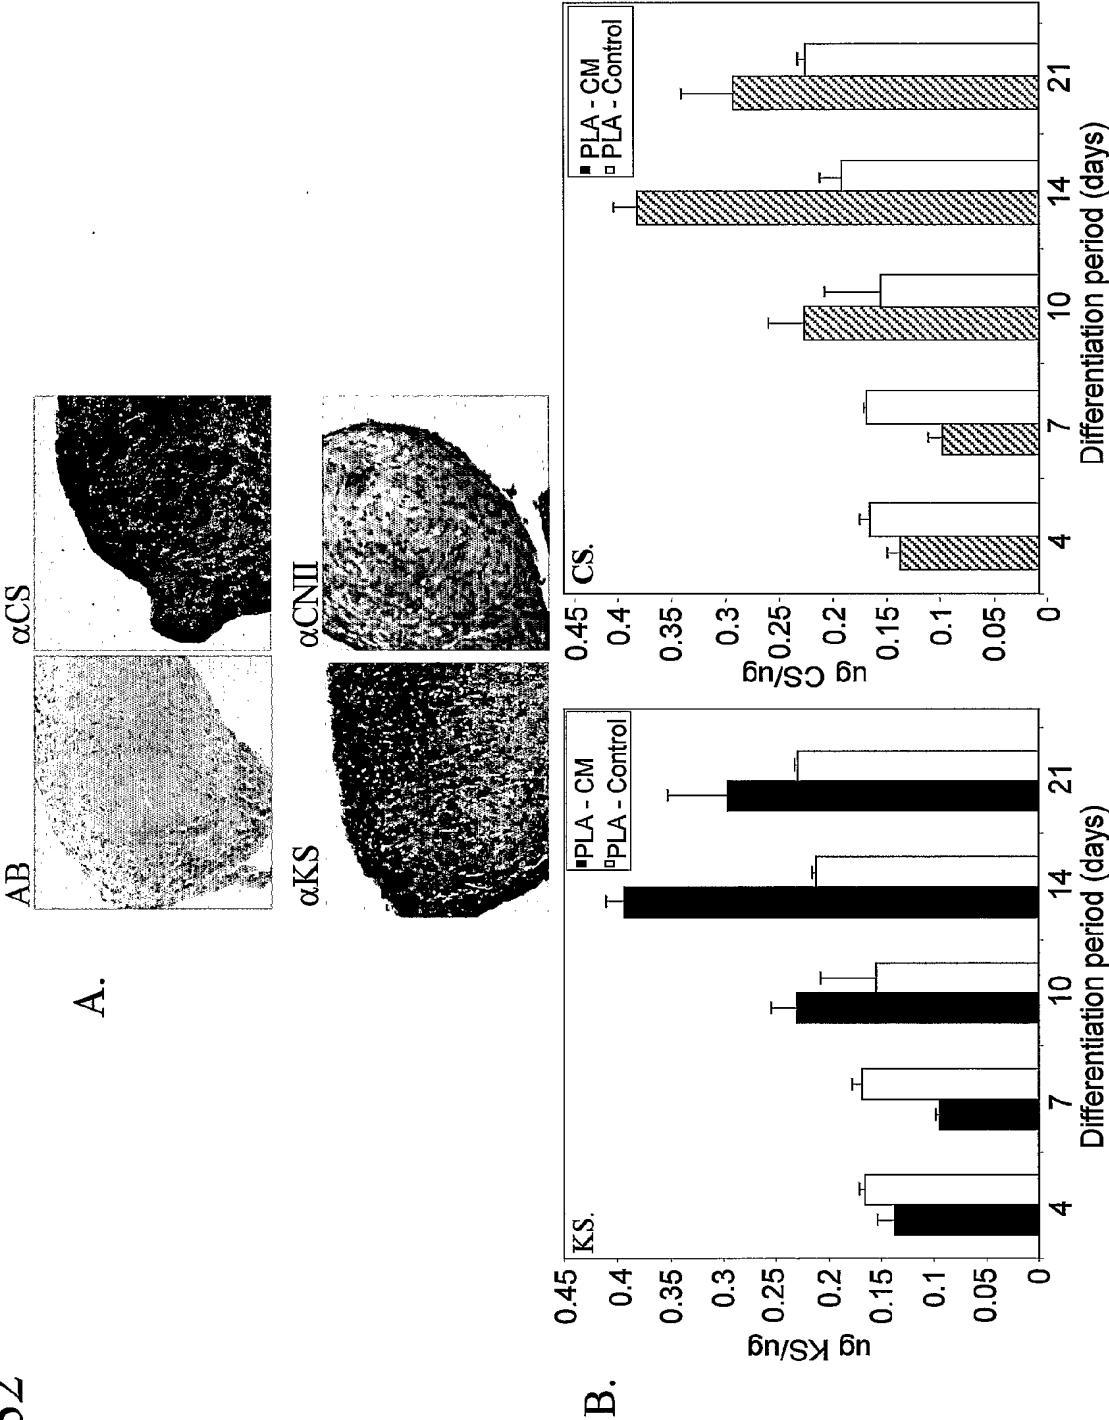 32
A.
AB
αCS
αKS
αCNII
B.
KS.
PLA - CM
PLA - Control
ug KS/ug
0.45
0.4
0.35
0.3
0.25
0.2
0.15
0.1
0.05
0
4 7 10 14 21
Differentiation period (days)
CS.
PLA - CM
PLA - Control
ug CS/ug
0.45
0.4
0.35
0.3
0.25
0.2
0.15
0.1
0.05
0
4 7 10 14 21
Differentiation period (days)